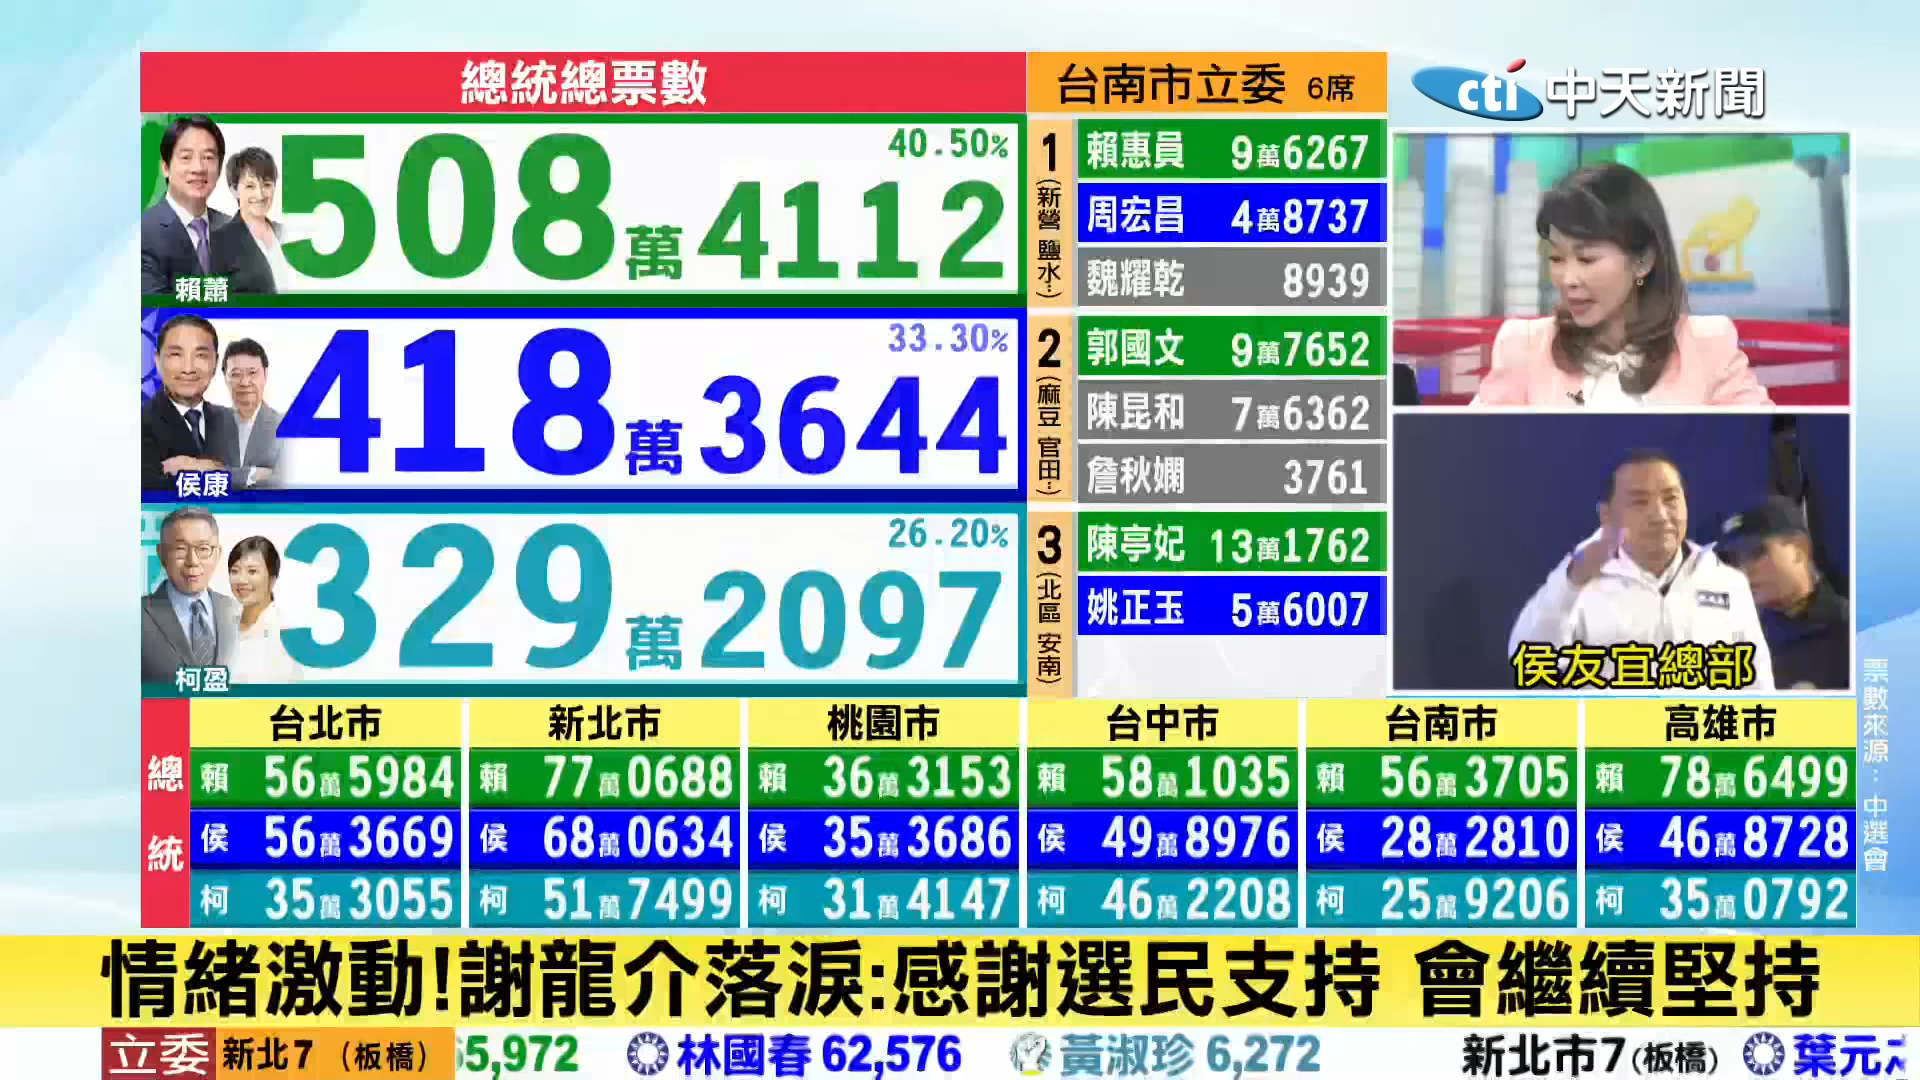 總統總票數
40.50%
508萬4112
賴蕭
33.30%
418萬3644
侯康
26.20%
329萬2097
柯盈
台南市立委 6席
1(新營 鹽水..)
賴惠員 9萬6267
周宏昌 4萬8737
魏耀乾 8939
2(麻豆 官田..)
郭國文 9萬7652
陳昆和 7萬6362
詹秋嫻 3761
3(北區 安南)
陳亭妃 13萬1762
姚正玉 5萬6007
cti 中天新聞
侯友宜總部
票數來源:中選會
總統
台北市
賴 56萬5984
侯 56萬3669
柯 35萬3055
新北市
賴 77萬0688
侯 68萬0634
柯 51萬7499
桃園市
賴 36萬3153
侯 35萬3686
柯 31萬4147
台中市
賴 58萬1035
侯 49萬8976
柯 46萬2208
台南市
賴 56萬3705
侯 28萬2810
柯 25萬9206
高雄市
賴 78萬6499
侯 46萬8728
柯 35萬0792
情緒激動!謝龍介落淚:感謝選民支持 會繼續堅持
立委 新北7 (板橋) 5,972 林國春 62,576 黃淑珍 6,272 新北市7(板橋) 葉元